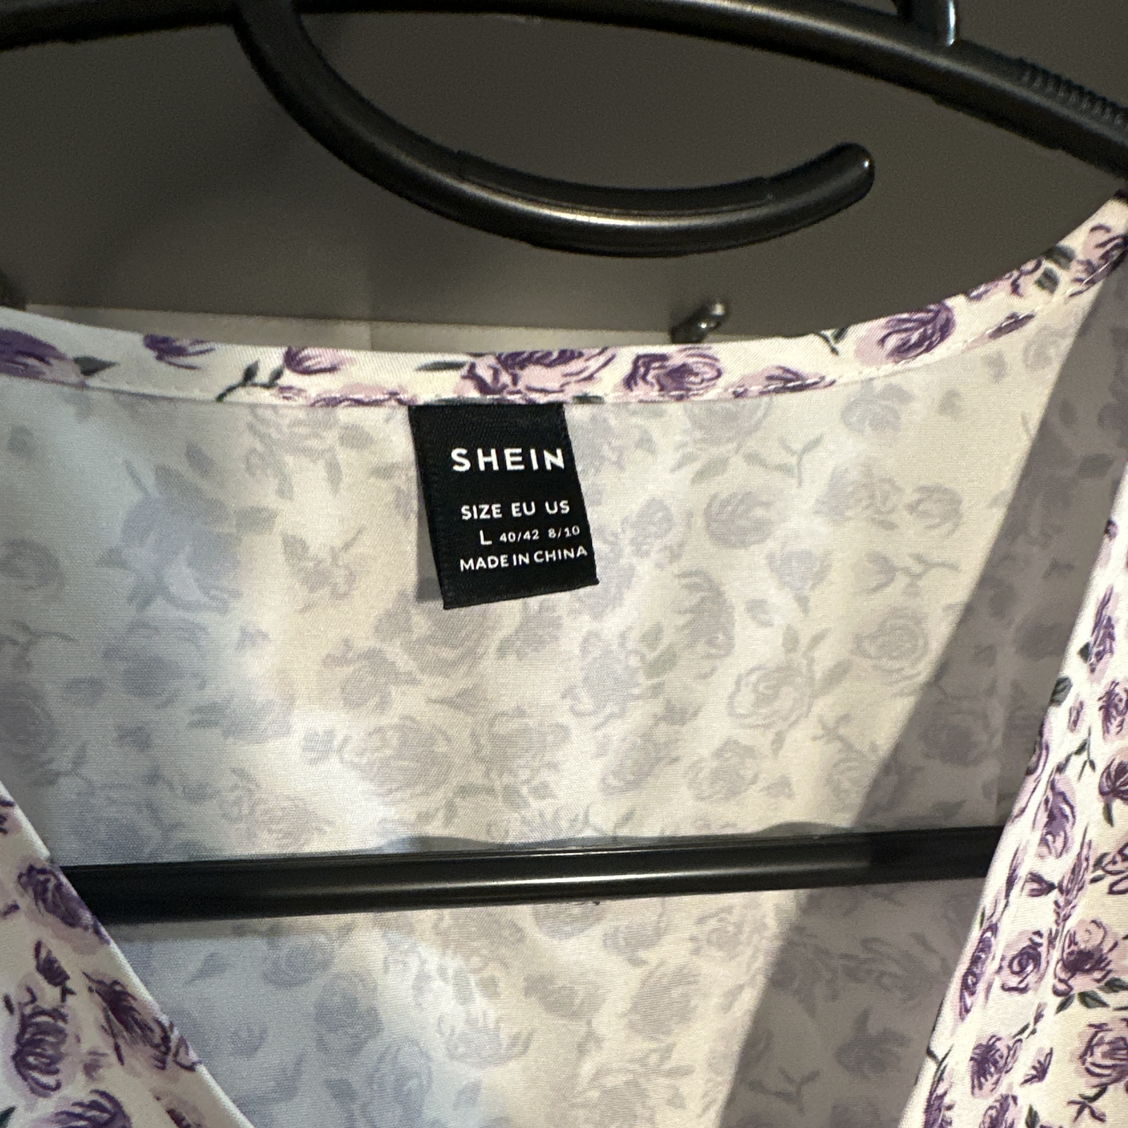 SHEIN
SIZE EU US
L 40/42 8/10
MADE IN CHINA